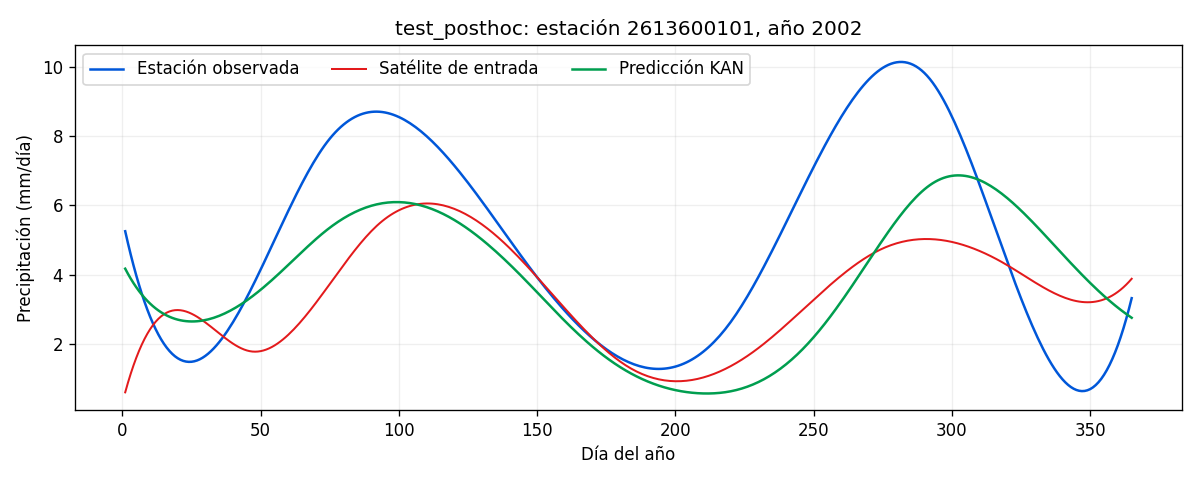 test_posthoc: estación 2613600101, año 2002
Estación observada
Satélite de entrada
Predicción KAN
Precipitación (mm/día)
10
8
6
4
2
0
50
100
150
200
250
300
350
Día del año